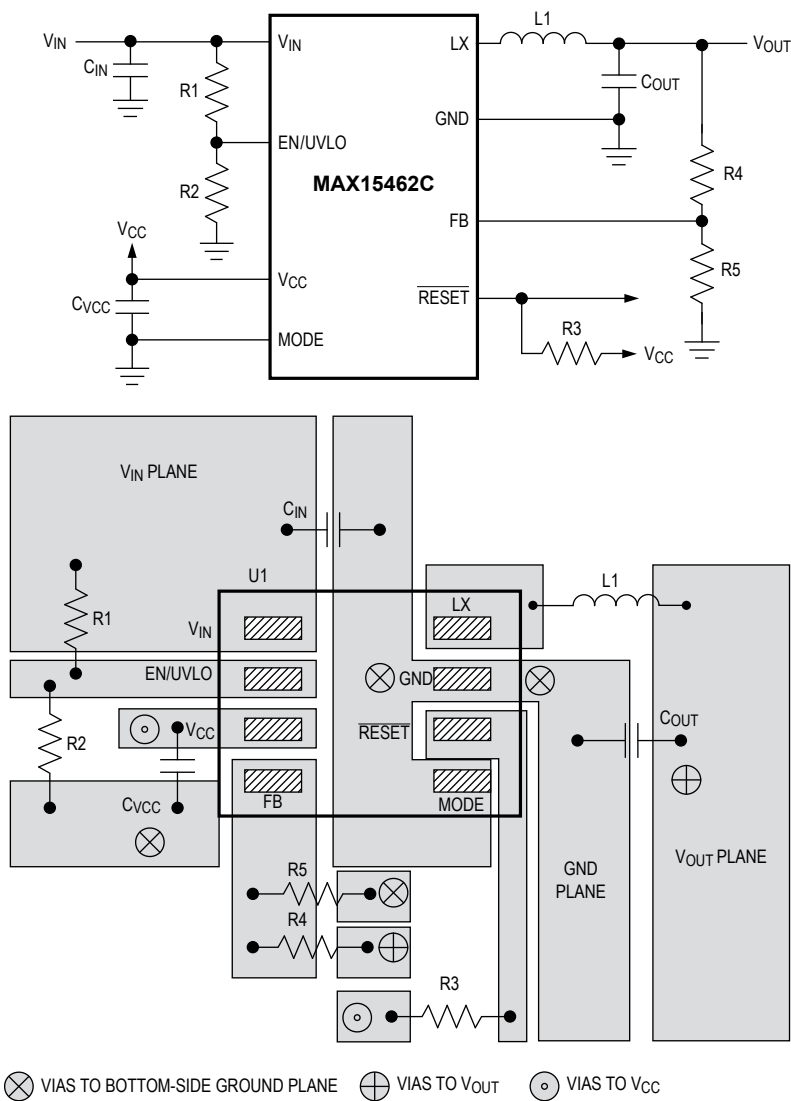 L1
VIN
VIN
LX
VOUT
CIN
COUT
R1
GND
EN/UVLO
MAX15462C
R4
R2
FB
VCC
R5
VCC
RESET
CVCC
R3
MODE
VCC
VIN PLANE
CIN
U1
L1
LX
R1
VIN
EN/UVLO
GND
COUT
R2
VCC
RESET
CVCC
FB
MODE
VOUT PLANE
GND
PLANE
R5
R4
R3
VIAS TO BOTTOM-SIDE GROUND PLANE
VIAS TO VOUT
VIAS TO VCC